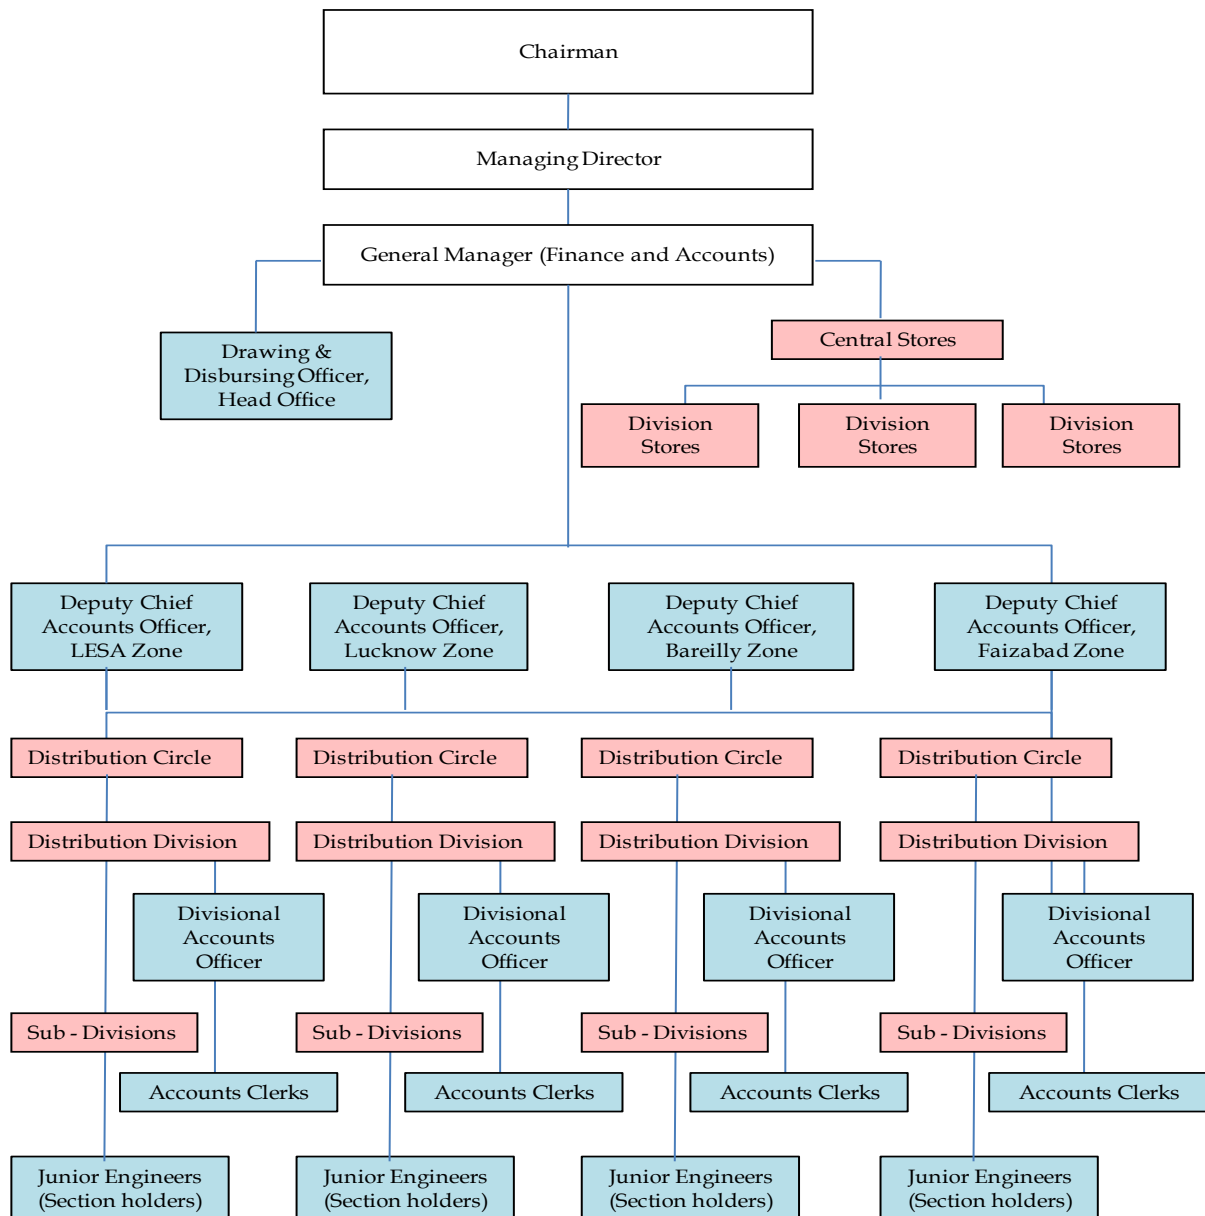 Chairman
Managing Director
General Manager (Finance and Accounts)
Drawing &
Disbursing Officer,
Head Office
Central Stores
Division
Stores
Division
Stores
Division
Stores
Deputy Chief
Accounts Officer,
LESA Zone
Deputy Chief
Accounts Officer,
Lucknow Zone
Deputy Chief
Accounts Officer,
Bareilly Zone
Deputy Chief
Accounts Officer,
Faizabad Zone
Distribution Circle
Distribution Circle
Distribution Circle
Distribution Circle
Distribution Division
Distribution Division
Distribution Division
Distribution Division
Divisional
Accounts
Officer
Divisional
Accounts
Officer
Divisional
Accounts
Officer
Divisional
Accounts
Officer
Sub - Divisions
Sub - Divisions
Sub - Divisions
Sub - Divisions
Accounts Clerks
Accounts Clerks
Accounts Clerks
Accounts Clerks
Junior Engineers
(Section holders)
Junior Engineers
(Section holders)
Junior Engineers
(Section holders)
Junior Engineers
(Section holders)